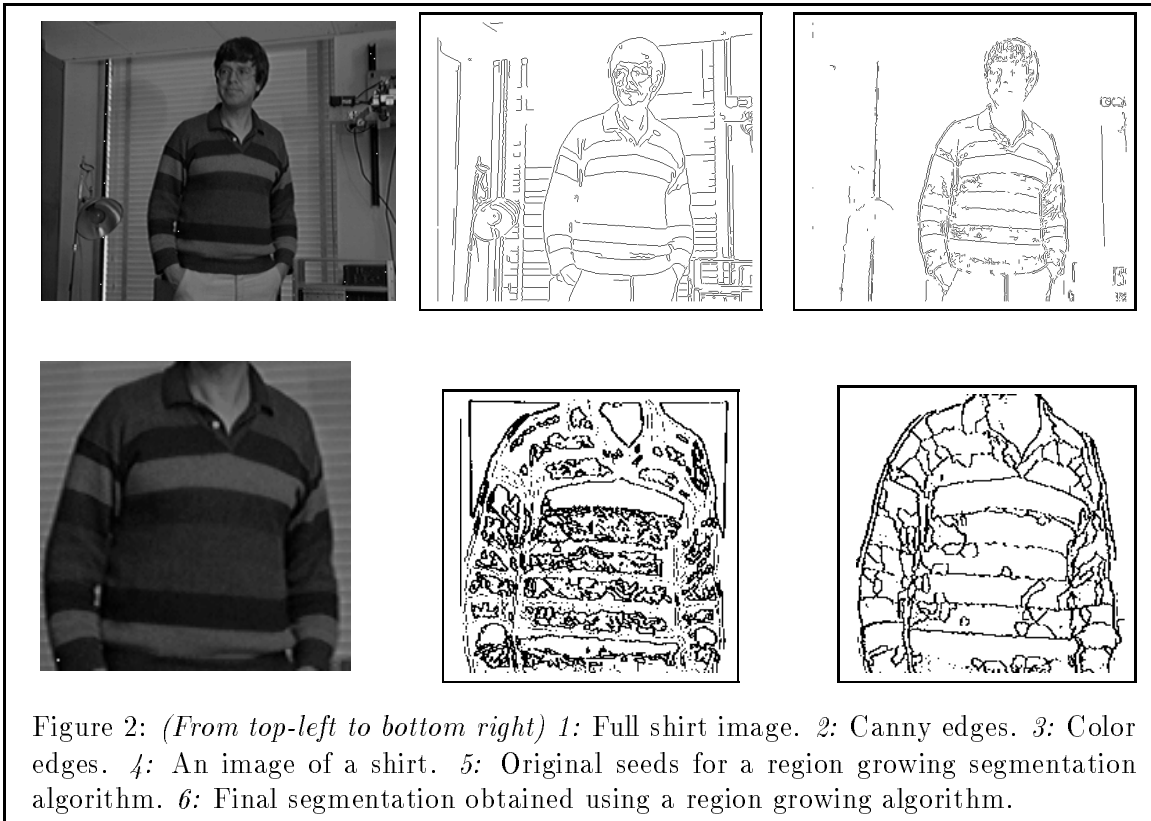 Figure 2: (From top-left to bottom right) 1: Full shirt image. 2: Canny edges. 3: Color
edges. 4: An image of a shirt. 5: Original seeds for a region growing segmentation
algorithm. 6: Final segmentation obtained using a region growing algorithm.